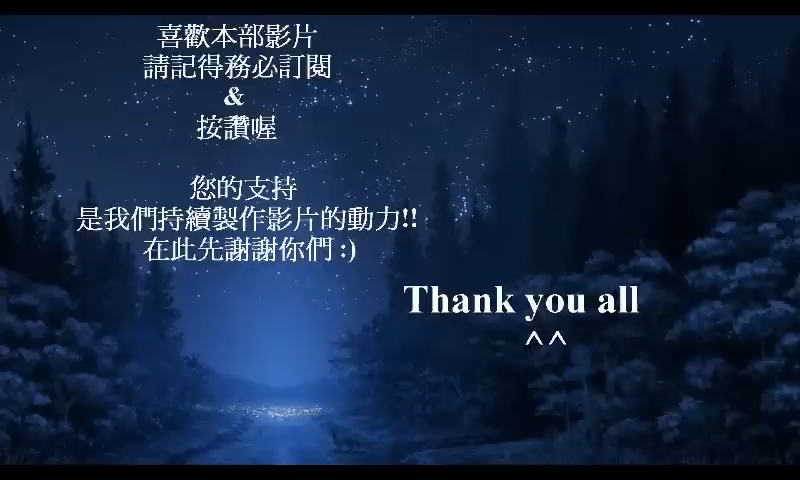 喜歡本部影片
請記得務必訂閱
&
按讚喔
您的支持
是我們持續製作影片的動力!!
在此先謝謝你們 :)
Thank you all
^^